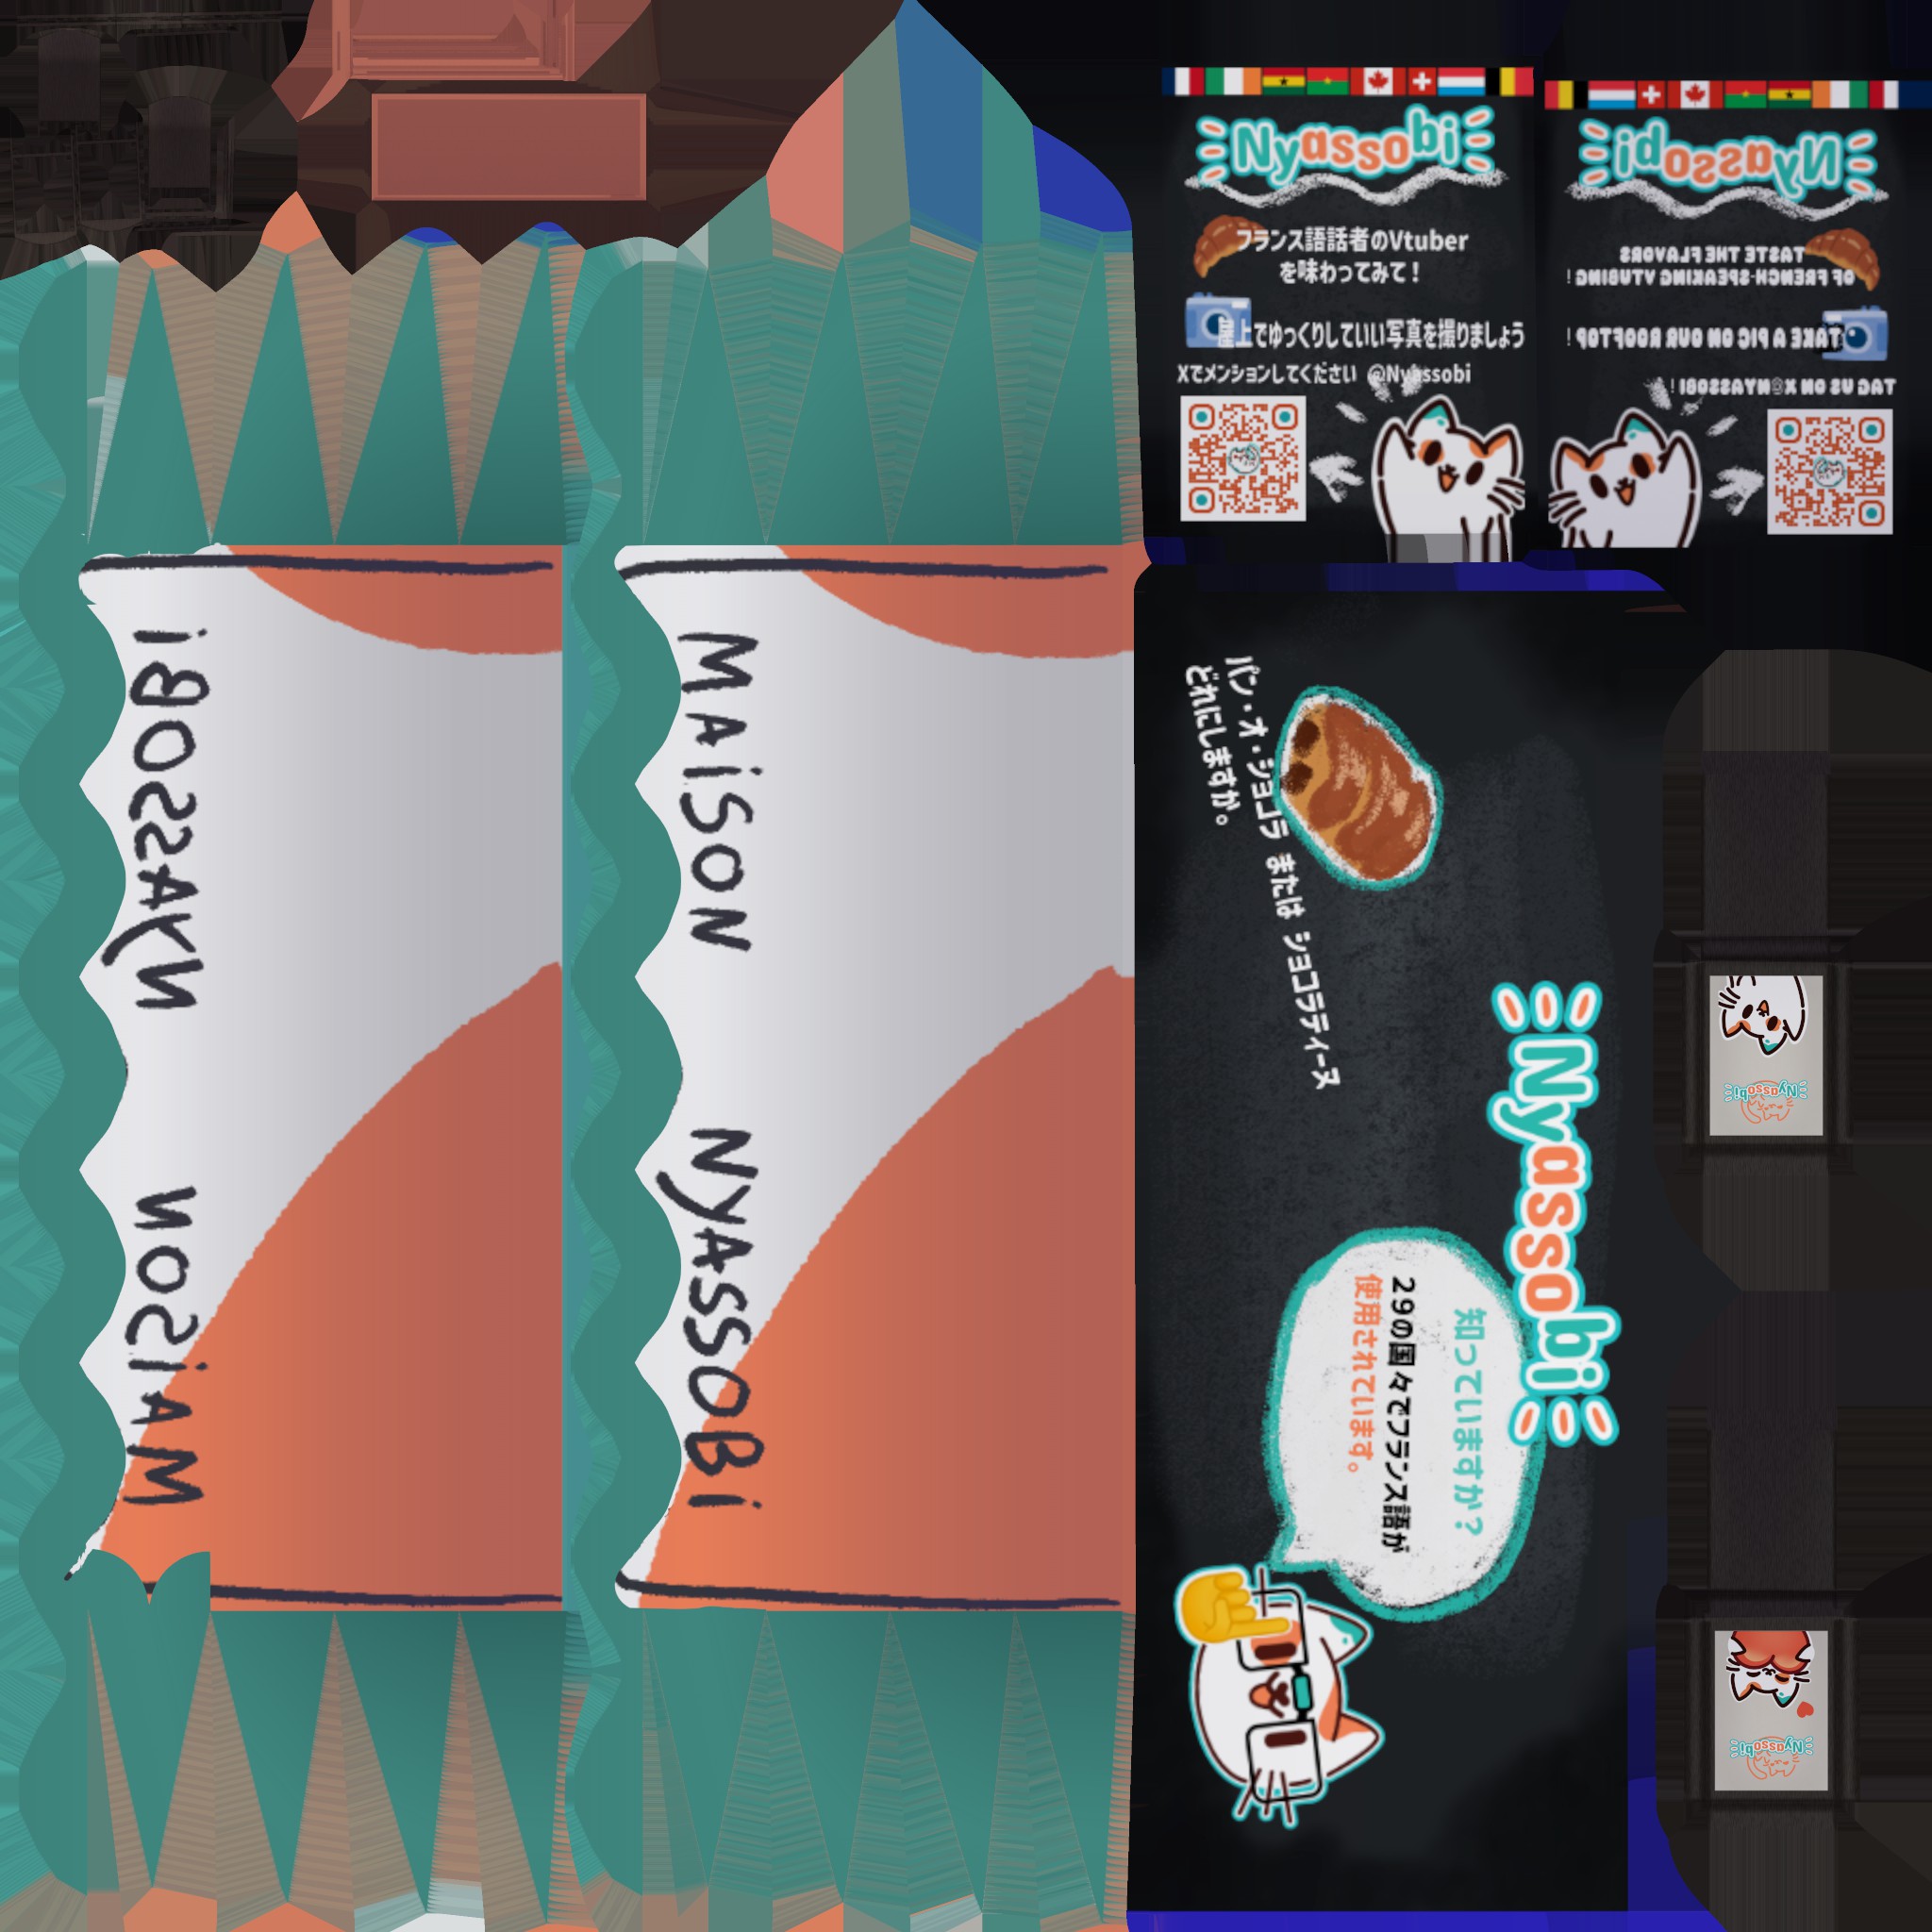 Nyassobi
フランス語話者のVtuber
を味わってみて！
屋上でゆっくりしていい写真を撮りましょう
Xでメンションしてください @Nyassobi
Nyassobi
TASTE THE FLAVORS
OF FRENCH-SPEAKING VTUBING !
TAKE A PIC ON OUR ROOFTOP !
TAG US ON X@NYASSOBI !
MAiSON NYASSOBi
MAiSON NYASSOBi
パン・オ・ショコラ または ショコラティーヌ
どれにしますか。
Nyassobi
知っていますか？
29の国々でフランス語が
使用されています。
Nyassobi
Nyassobi